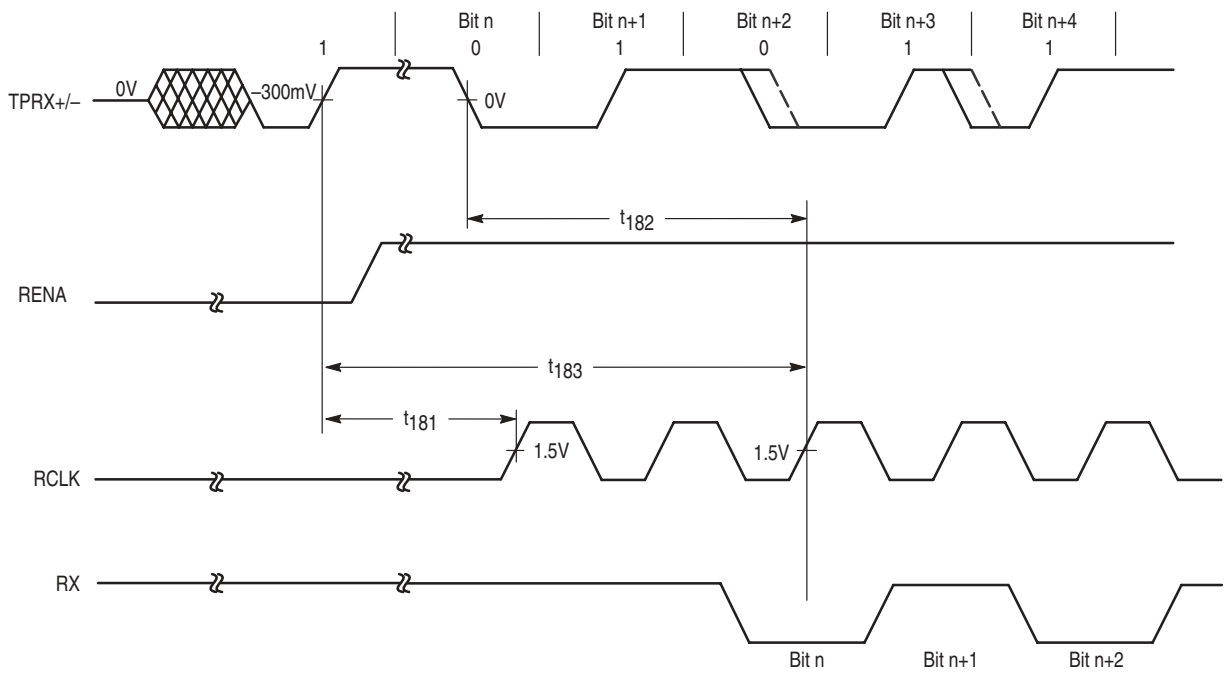 Bit n Bit n+1 Bit n+2 Bit n+3 Bit n+4
1 0 1 0 1 1
TPRX+/– 0V –300mV 0V
t182
RENA
t183
t181
RCLK 1.5V 1.5V
RX
Bit n Bit n+1 Bit n+2